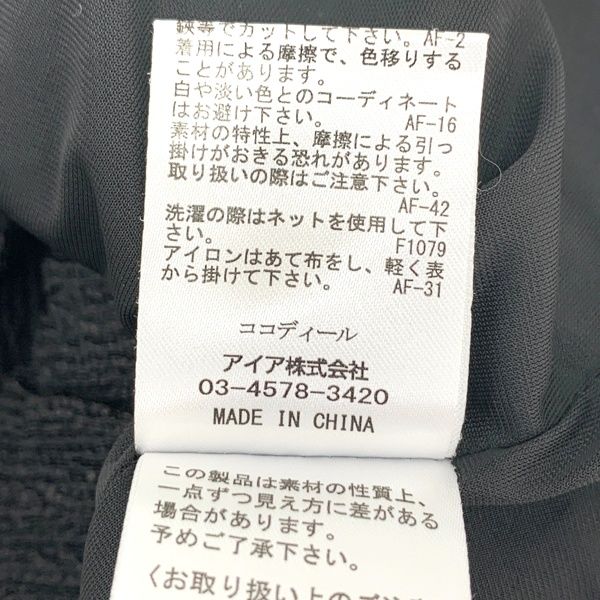 鋏等でカットして下さい。AF-2
着用による摩擦で、色移りする
ことがあります。
白や淡い色とのコーディネート
はお避け下さい。 AF-16
素材の特性上、摩擦による引っ
掛けがおきる恐れがあります。
取り扱いの際はご注意下さい。
AF-42
洗濯の際はネットを使用して下
さい。 F1079
アイロンはあて布をし、軽く表
から掛けて下さい。 AF-31
ココディール
アイア株式会社
03-4578-3420
MADE IN CHINA
この製品は素材の性質上、
一点ずつ見え方に差がある
場合があります。
予めご了承下さい。
〈お取り扱い上のご